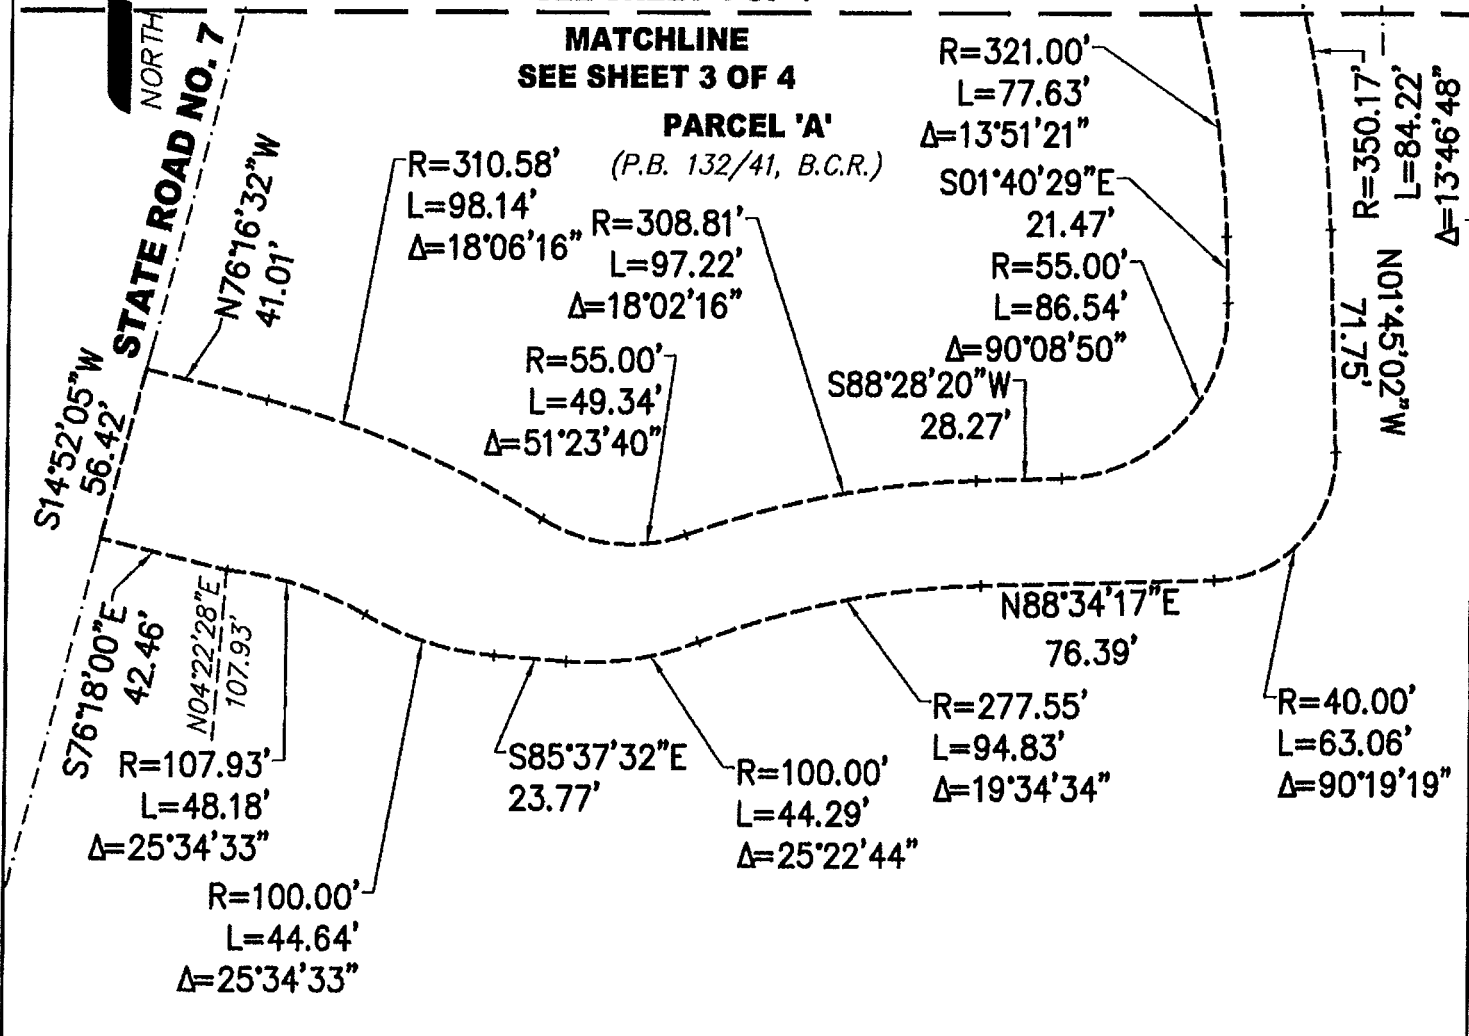 NORTH
STATE ROAD NO. 7
MATCHLINE
SEE SHEET 3 OF 4
PARCEL 'A'
(P.B. 132/41, B.C.R.)
N76°16'32"W
41.01'
R=310.58'
L=98.14'
Δ=18°06'16"
R=308.81'
L=97.22'
Δ=18°02'16"
R=55.00'
L=49.34'
Δ=51°23'40"
R=321.00'
L=77.63'
Δ=13°51'21"
S01°40'29"E
21.47'
R=55.00'
L=86.54'
Δ=90°08'50"
S88°28'20"W
28.27'
R=350.17'
L=84.22'
Δ=13°46'48"
N01°45'02"W
71.75'
S14°52'05"W
56.42'
S76°18'00"E
42.46'
N04°22'28"E
107.93'
R=107.93'
L=48.18'
Δ=25°34'33"
R=100.00'
L=44.64'
Δ=25°34'33"
S85°37'32"E
23.77'
R=100.00'
L=44.29'
Δ=25°22'44"
N88°34'17"E
76.39'
R=277.55'
L=94.83'
Δ=19°34'34"
R=40.00'
L=63.06'
Δ=90°19'19"